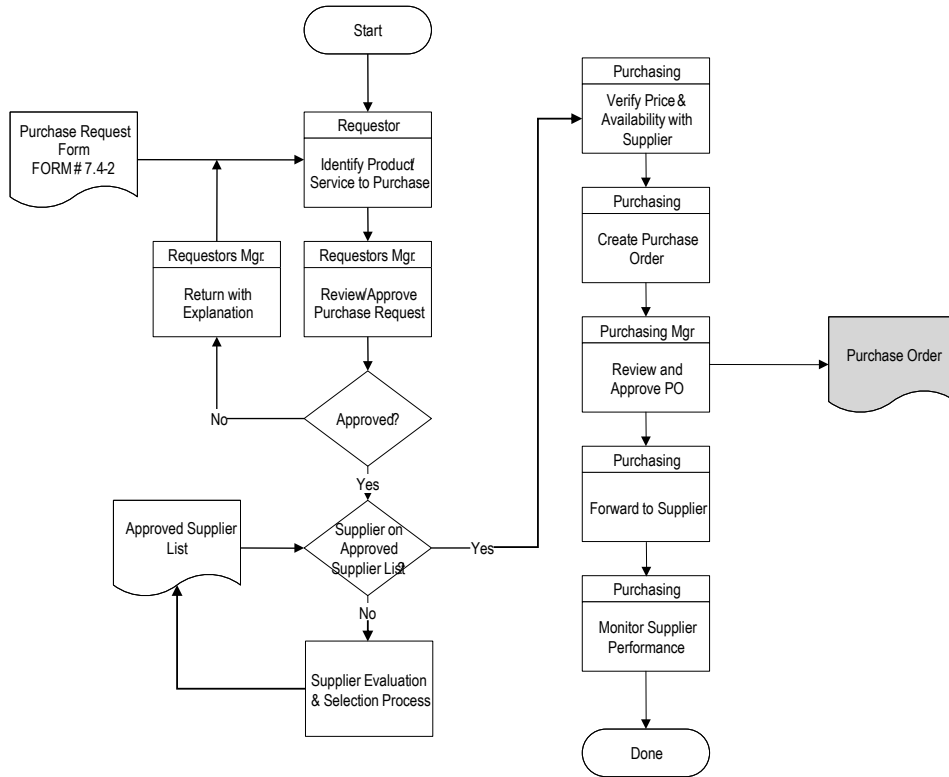 Start
Purchase Request
Form
FORM # 7.4-2
Requestor
Identify Product/
Service to Purchase
Requestors Mgr.
Return with
Explanation
Requestors Mgr.
Review/Approve
Purchase Request
No
Approved?
Yes
Approved Supplier
List
Supplier on
Approved
Supplier List?
Yes
No
Supplier Evaluation
& Selection Process
Purchasing
Verify Price &
Availability with
Supplier
Purchasing
Create Purchase
Order
Purchasing Mgr
Review and
Approve PO
Purchase Order
Purchasing
Forward to Supplier
Purchasing
Monitor Supplier
Performance
Done